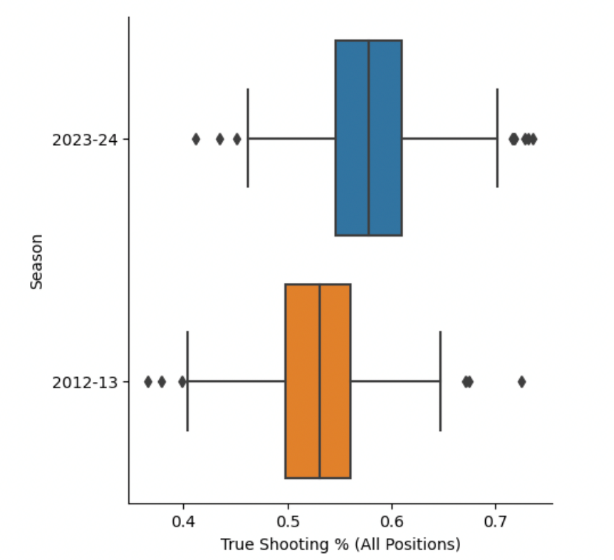 2023-24
Season
2012-13
0.4 0.5 0.6 0.7
True Shooting % (All Positions)